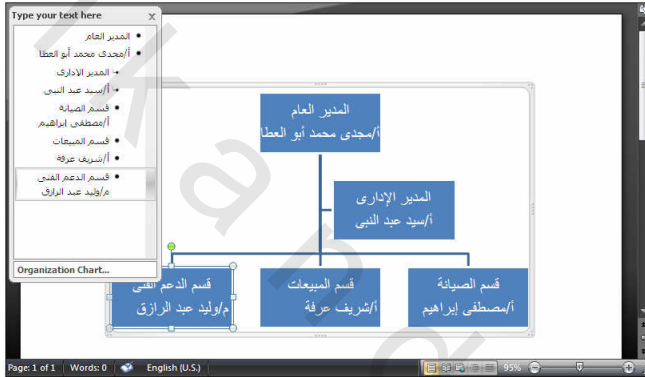 Type your text here
x
المدير العام
أ/مجدى محمد أبو العطا
المدير الادارى
أ/سيد عبد النبى
قسم الصيانة
أ/مصطفى إبراهيم
قسم المبيعات
أ/شريف عرفة
قسم الدعم الفنى
م/وليد عبد الرازق
Organization Chart...
المدير العام
أ/مجدى محمد أبو العطا
المدير الإدارى
أ/سيد عبد النبى
قسم الصيانة
أ/مصطفى إبراهيم
قسم المبيعات
أ/شريف عرفة
قسم الدعم الفنى
م/وليد عبد الرازق
Page: 1 of 1 Words: 0 English (U.S.) 95%